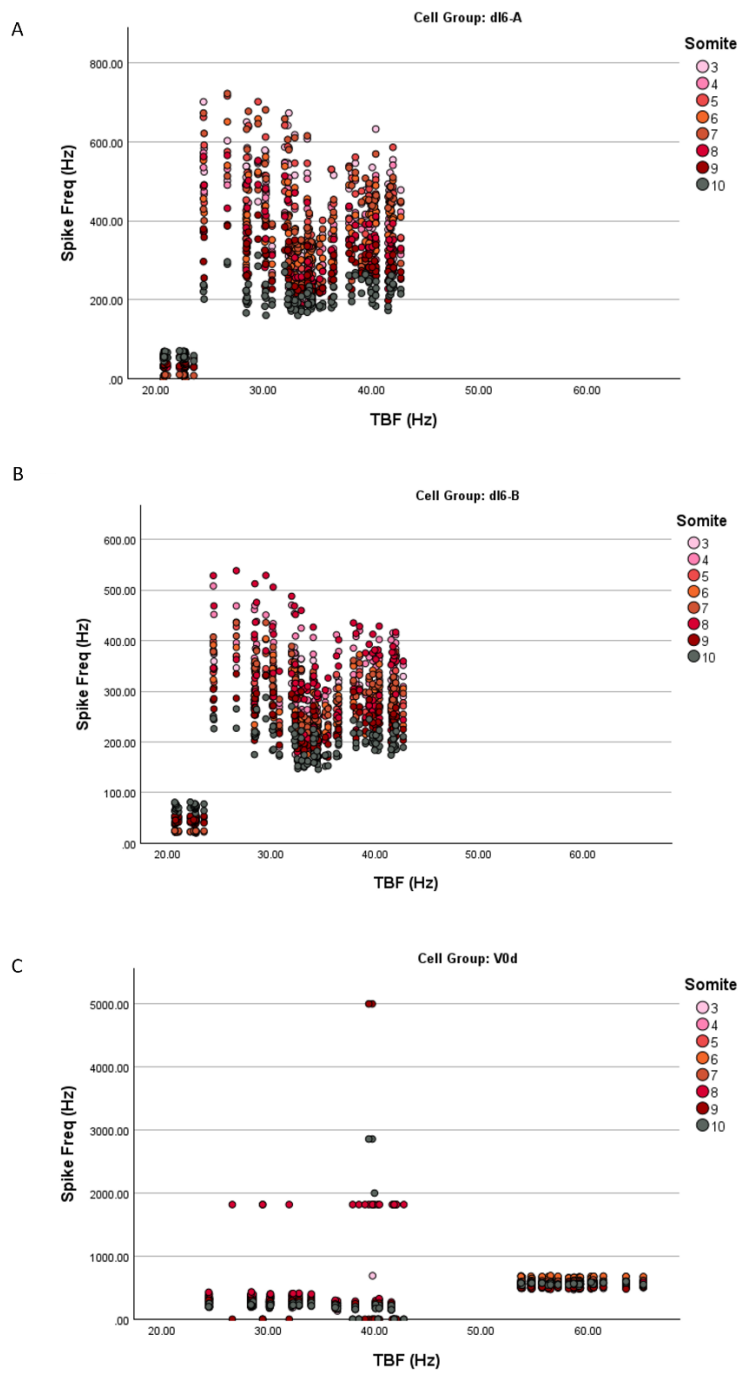 A
Cell Group: dI6-A
Somite
3
4
5
6
7
8
9
10
800.00
600.00
400.00
200.00
.00
Spike Freq (Hz)
20.00 30.00 40.00 50.00 60.00
TBF (Hz)
B
Cell Group: dI6-B
Somite
3
4
5
6
7
8
9
10
600.00
500.00
400.00
300.00
200.00
100.00
.00
Spike Freq (Hz)
20.00 30.00 40.00 50.00 60.00
TBF (Hz)
C
Cell Group: V0d
Somite
3
4
5
6
7
8
9
10
5000.00
4000.00
3000.00
2000.00
1000.00
.00
Spike Freq (Hz)
20.00 30.00 40.00 50.00 60.00
TBF (Hz)